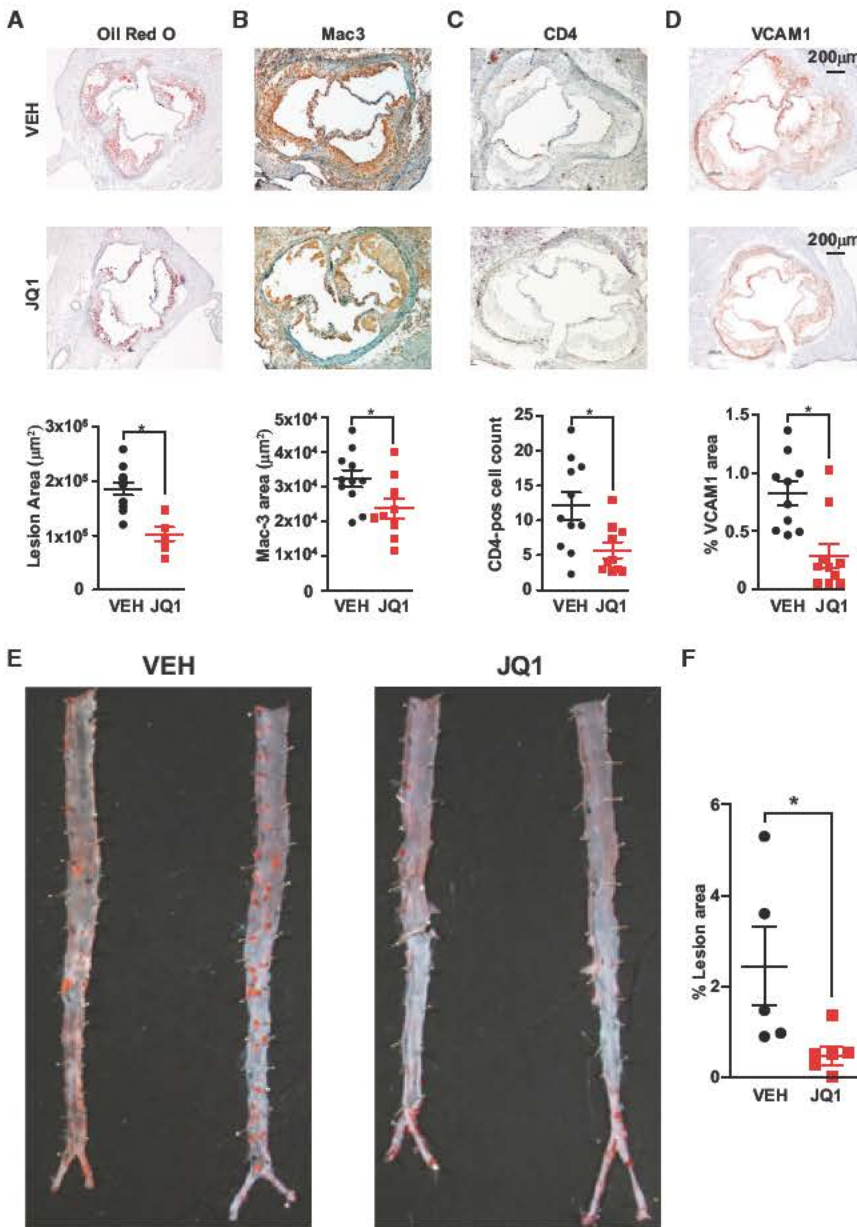 A
Oil Red O
B
Mac3
C
CD4
D
VCAM1
VEH
200μm
JQ1
200μm
Lesion Area (μm²)
3x10⁵
2x10⁵
1x10⁵
0
*
VEH JQ1
Mac-3 area (μm²)
5x10⁴
4x10⁴
3x10⁴
2x10⁴
1x10⁴
0
*
VEH JQ1
CD4-pos cell count
25
20
15
10
5
0
*
VEH JQ1
% VCAM1 area
1.5
1.0
0.5
0
*
VEH JQ1
E
VEH
JQ1
F
% Lesion area
6
4
2
0
*
VEH JQ1